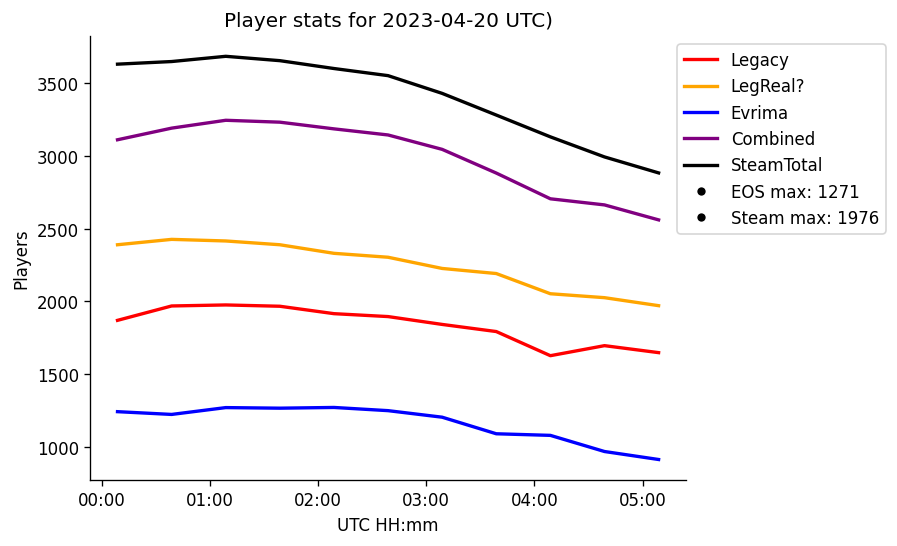 Player stats for 2023-04-20 UTC)
Legacy
LegReal?
Evrima
Combined
SteamTotal
EOS max: 1271
Steam max: 1976
Players
3500
3000
2500
2000
1500
1000
00:00 01:00 02:00 03:00 04:00 05:00
UTC HH:mm